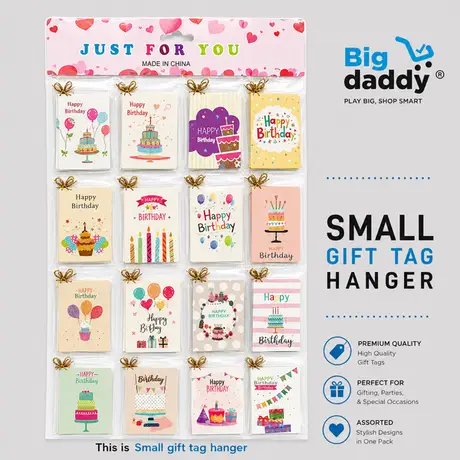 JUST FOR YOU
MADE IN CHINA
Big
daddy®
PLAY BIG, SHOP SMART
Happy
Birthday
Happy
Birthday
HAPPY
Birthday
Happy
Birthday
Happy
Birthday
HAPPY
BIRTHDAY
Happy
Birthday
HAPPY
Birthday
Happy
Birthday
Happy
Birthday
HAPPY
BIRTHDAY
Happy
Birthday
HAPPY
BIRTHDAY
Birthday
HAPPY
BIRTHDAY
SMALL
GIFT TAG
HANGER
PREMIUM QUALITY
High Quality
Gift Tags
PERFECT FOR
Gifting, Parties,
& Special Occasions
ASSORTED
Stylish Designs
in One Pack
This is Small gift tag hanger